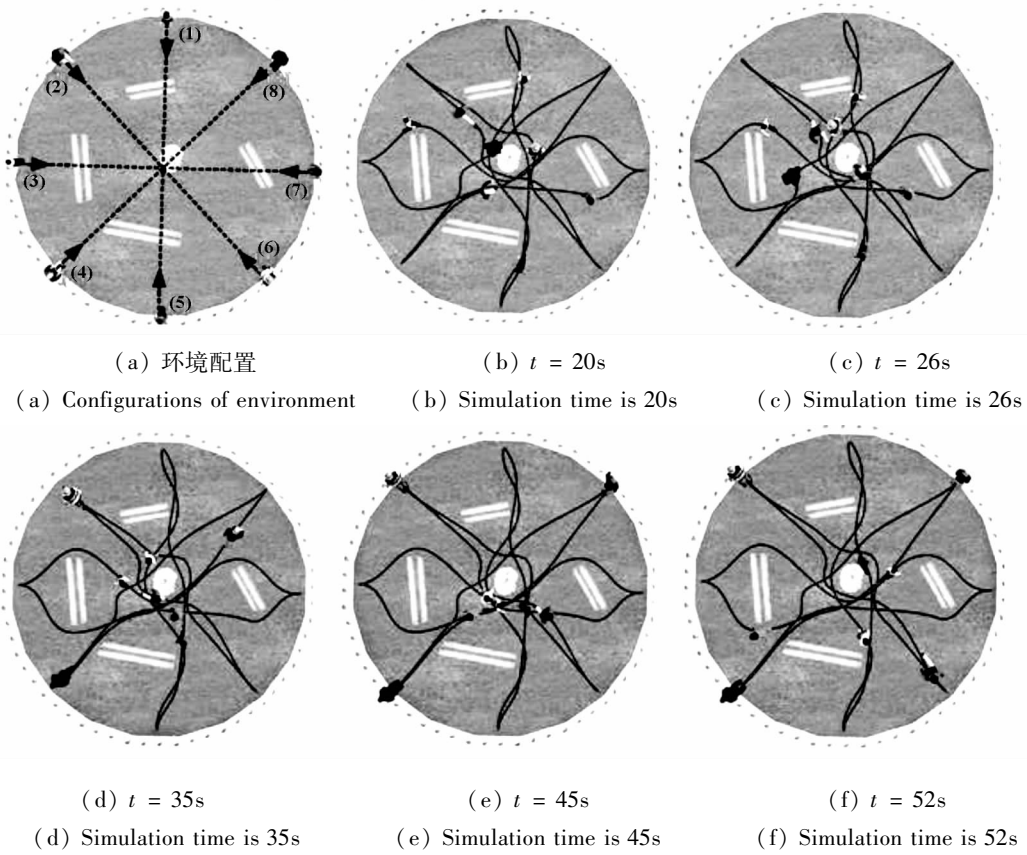 (1)
(2)
(8)
(3)
(7)
(4)
(6)
(5)
(a) 环境配置
(b) t = 20s
(c) t = 26s
(a) Configurations of environment
(b) Simulation time is 20s
(c) Simulation time is 26s
(d) t = 35s
(e) t = 45s
(f) t = 52s
(d) Simulation time is 35s
(e) Simulation time is 45s
(f) Simulation time is 52s